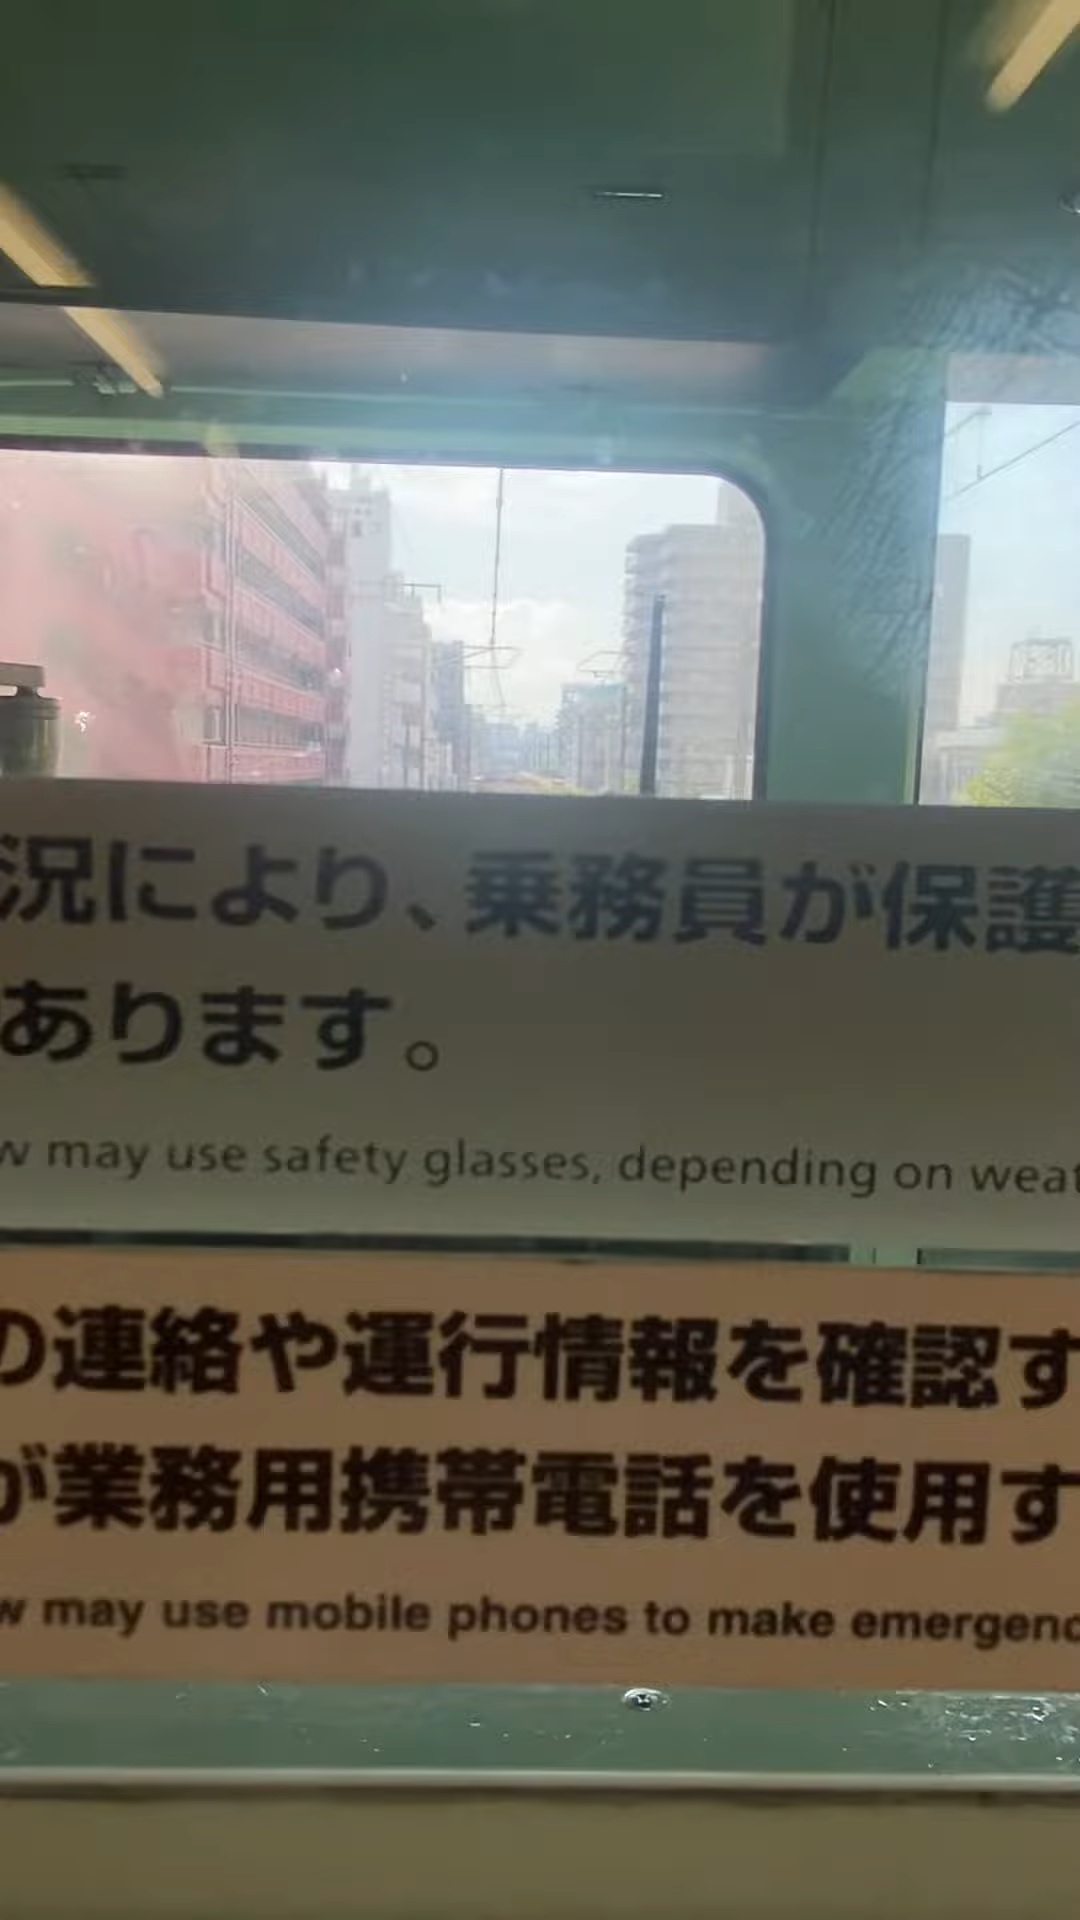 況により、乗務員が保護
あります。
w may use safety glasses, depending on weat
の連絡や運行情報を確認す
が業務用携帯電話を使用す
w may use mobile phones to make emergenc